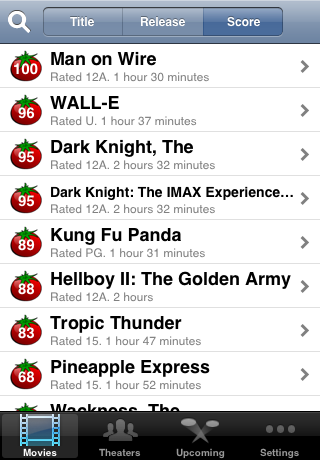 Title Release Score
100 Man on Wire
Rated 12A. 1 hour 30 minutes
96 WALL-E
Rated U. 1 hour 37 minutes
95 Dark Knight, The
Rated 12A. 2 hours 32 minutes
95 Dark Knight: The IMAX Experience...
Rated 12A. 2 hours 32 minutes
89 Kung Fu Panda
Rated PG. 1 hour 31 minutes
88 Hellboy II: The Golden Army
Rated 12A. 2 hours
83 Tropic Thunder
Rated 15. 1 hour 47 minutes
68 Pineapple Express
Rated 15. 1 hour 52 minutes
Wackness, The
Movies Theaters Upcoming Settings